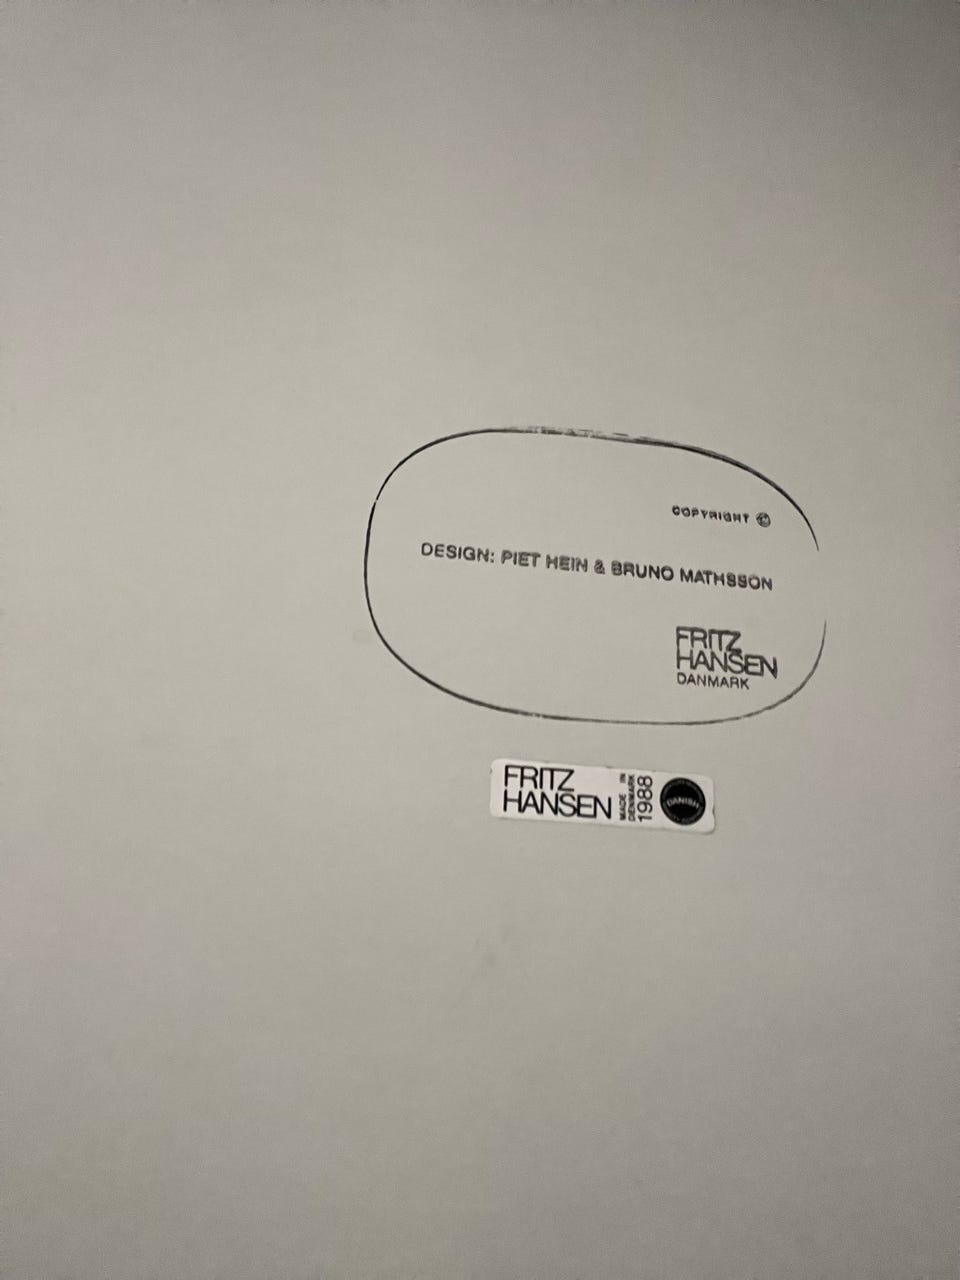 COPYRIGHT ©
DESIGN: PIET HEIN & BRUNO MATHSSON
FRITZ
HANSEN
DANMARK
FRITZ
HANSEN
MADE IN
DENMARK
1988
DANISH